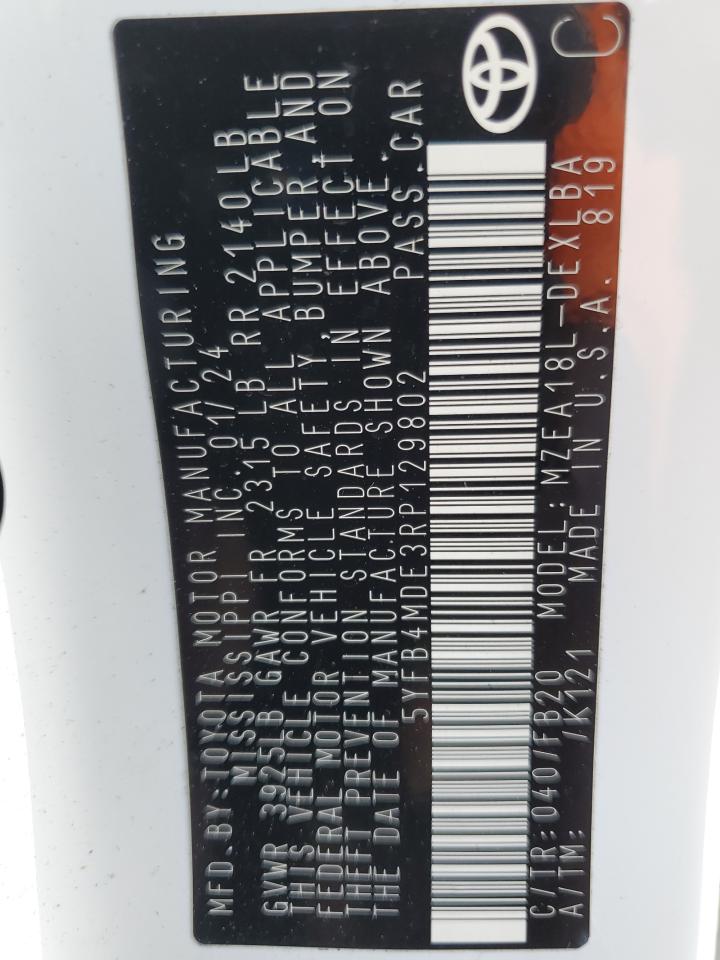 MFD. BY: TOYOTA MOTOR MANUFACTURING
MISSISSIPPI INC. 01/24
GVWR 3925LB GAWR FR 2315 LB RR 2140LB
THIS VEHICLE CONFORMS TO ALL APPLICABLE
FEDERAL MOTOR VEHICLE SAFETY, BUMPER AND
THEFT PREVENTION STANDARDS IN EFFECT ON
THE DATE OF MANUFACTURE SHOWN ABOVE.
5YFB4MDE3RP129802 PASS.CAR
C/TR: 040/FB20 MODEL: MZEA18L-DEXLBA
A/TM: /K121 MADE IN U.S.A. 819
C